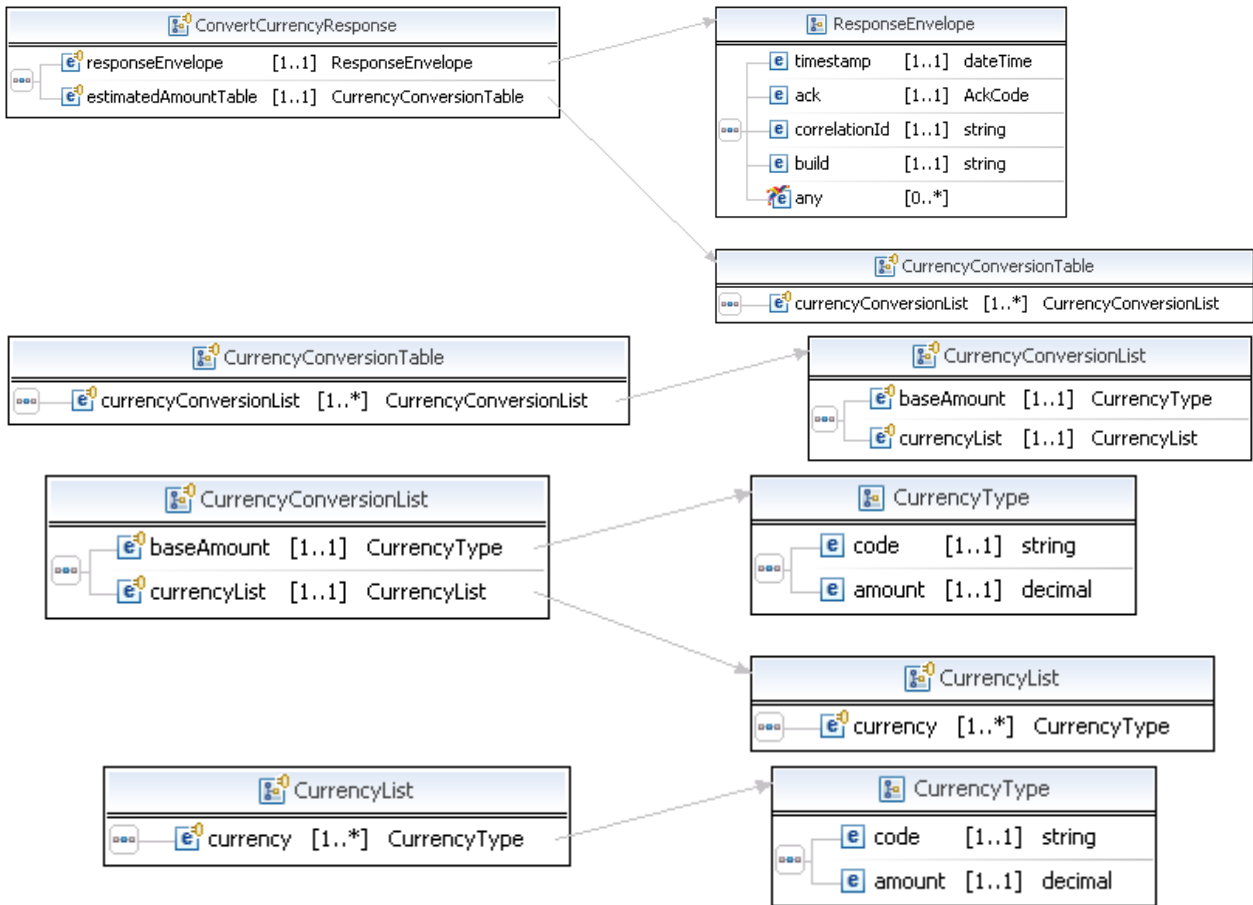 ConvertCurrencyResponse
responseEnvelope [1..1] ResponseEnvelope
estimatedAmountTable [1..1] CurrencyConversionTable
ResponseEnvelope
timestamp [1..1] dateTime
ack [1..1] AckCode
correlationId [1..1] string
build [1..1] string
any [0..*]
CurrencyConversionTable
currencyConversionList [1..*] CurrencyConversionList
CurrencyConversionTable
currencyConversionList [1..*] CurrencyConversionList
CurrencyConversionList
baseAmount [1..1] CurrencyType
currencyList [1..1] CurrencyList
CurrencyConversionList
baseAmount [1..1] CurrencyType
currencyList [1..1] CurrencyList
CurrencyType
code [1..1] string
amount [1..1] decimal
CurrencyList
currency [1..*] CurrencyType
CurrencyList
currency [1..*] CurrencyType
CurrencyType
code [1..1] string
amount [1..1] decimal